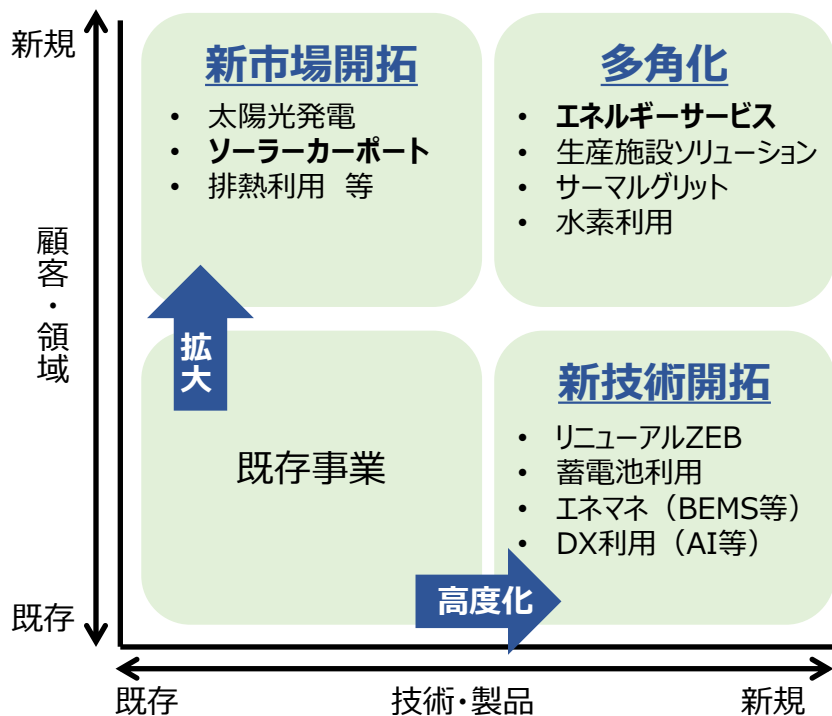 新規
新市場開拓
• 太陽光発電
• ソーラーカーポート
• 排熱利用 等
多角化
• エネルギーサービス
• 生産施設ソリューション
• サーマルグリット
• 水素利用
顧客・領域
拡大
既存事業
新技術開拓
• リニューアルZEB
• 蓄電池利用
• エネマネ（BEMS等）
• DX利用（AI等）
高度化
既存
既存
技術・製品
新規